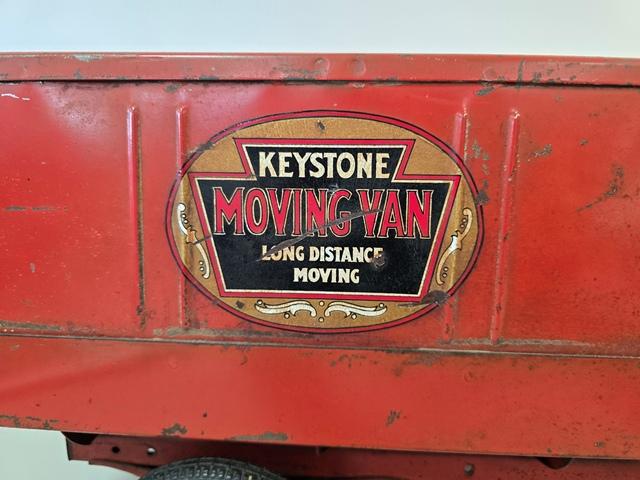 KEYSTONE
MOVING VAN
LONG DISTANCE
MOVING